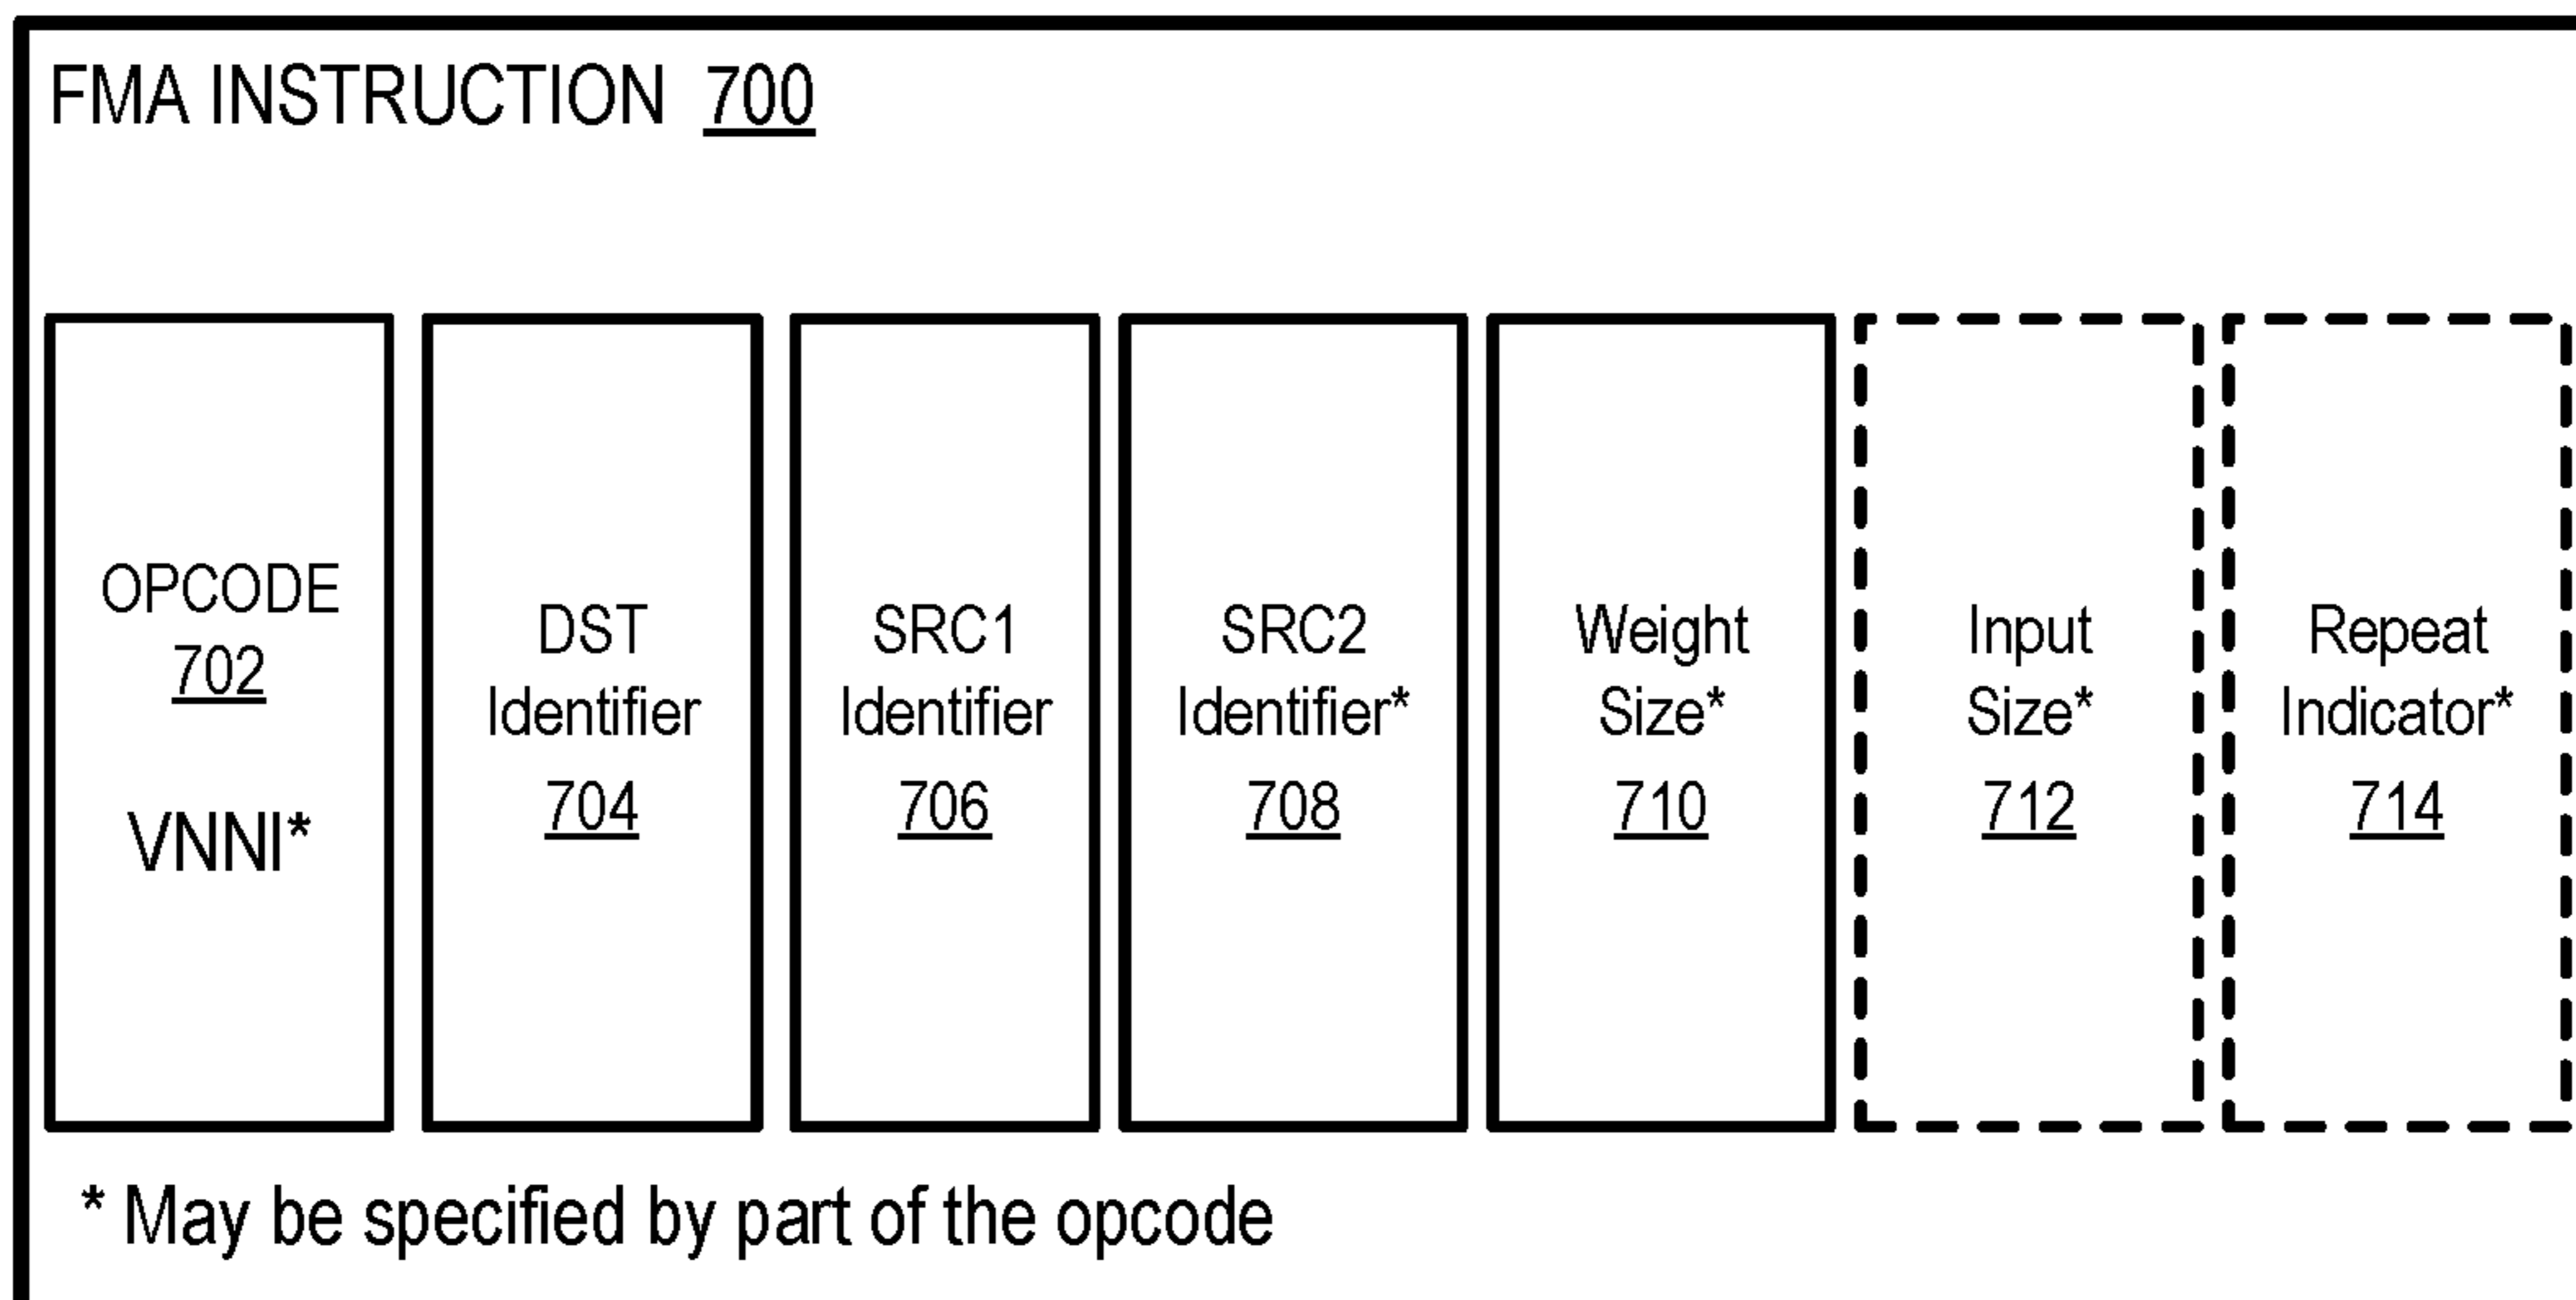 FMA INSTRUCTION 700
OPCODE
702
VNNI*
DST
Identifier
704
SRC1
Identifier
706
SRC2
Identifier*
708
Weight
Size*
710
Input
Size*
712
Repeat
Indicator*
714
* May be specified by part of the opcode